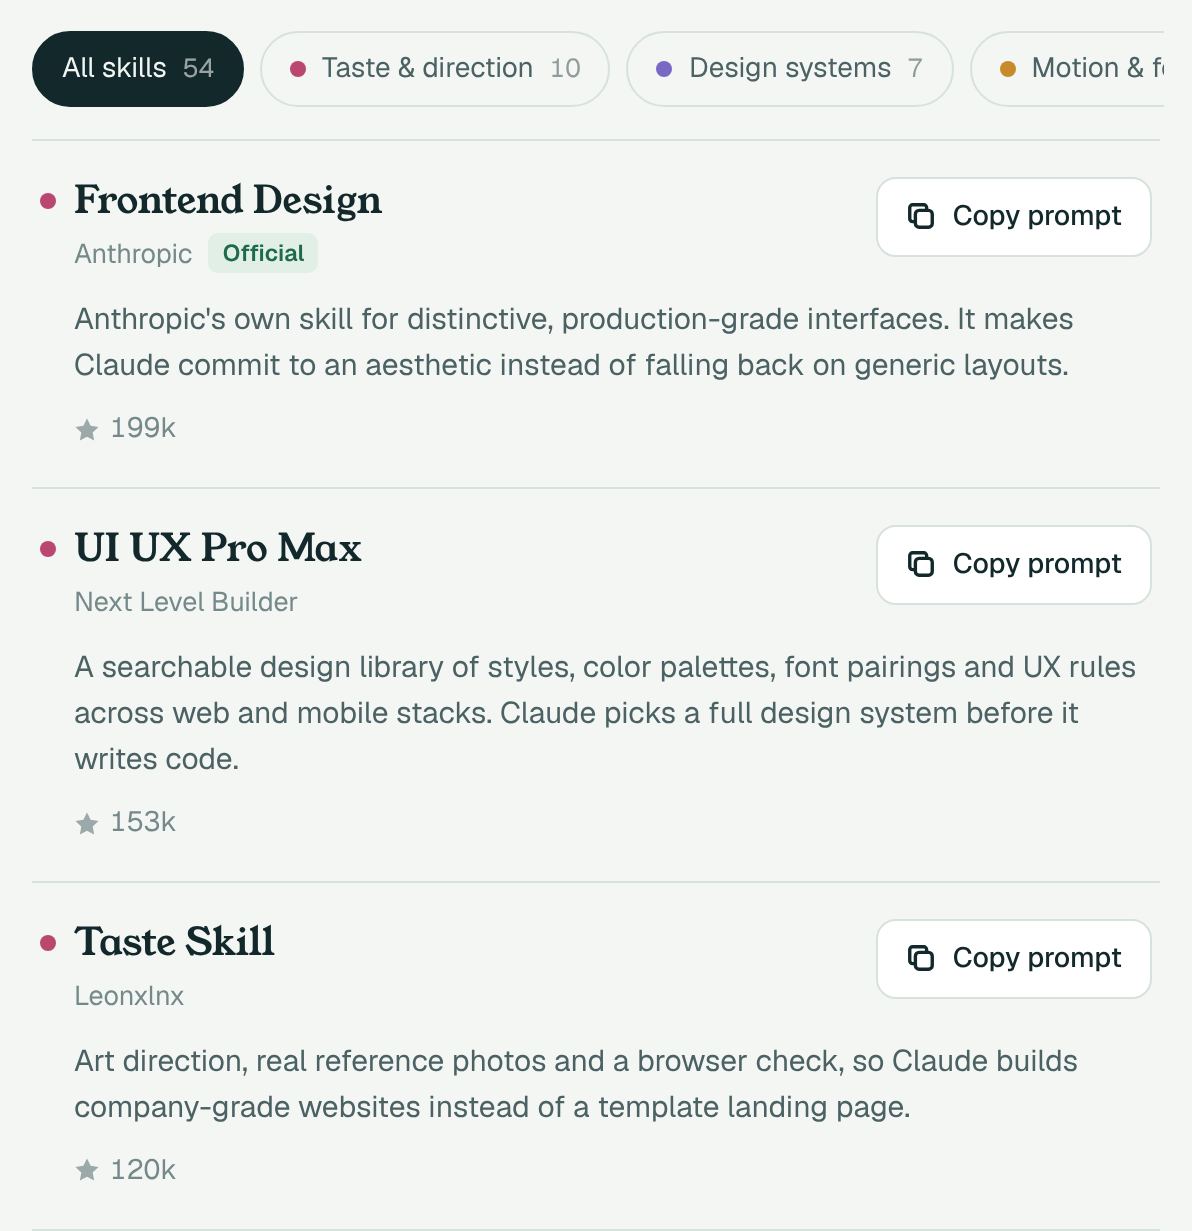 All skills 54
Taste & direction 10
Design systems 7
Motion &
Frontend Design
Copy prompt
Anthropic Official
Anthropic's own skill for distinctive, production-grade interfaces. It makes
Claude commit to an aesthetic instead of falling back on generic layouts.
199k
UI UX Pro Max
Copy prompt
Next Level Builder
A searchable design library of styles, color palettes, font pairings and UX rules
across web and mobile stacks. Claude picks a full design system before it
writes code.
153k
Taste Skill
Copy prompt
Leonxlnx
Art direction, real reference photos and a browser check, so Claude builds
company-grade websites instead of a template landing page.
120k